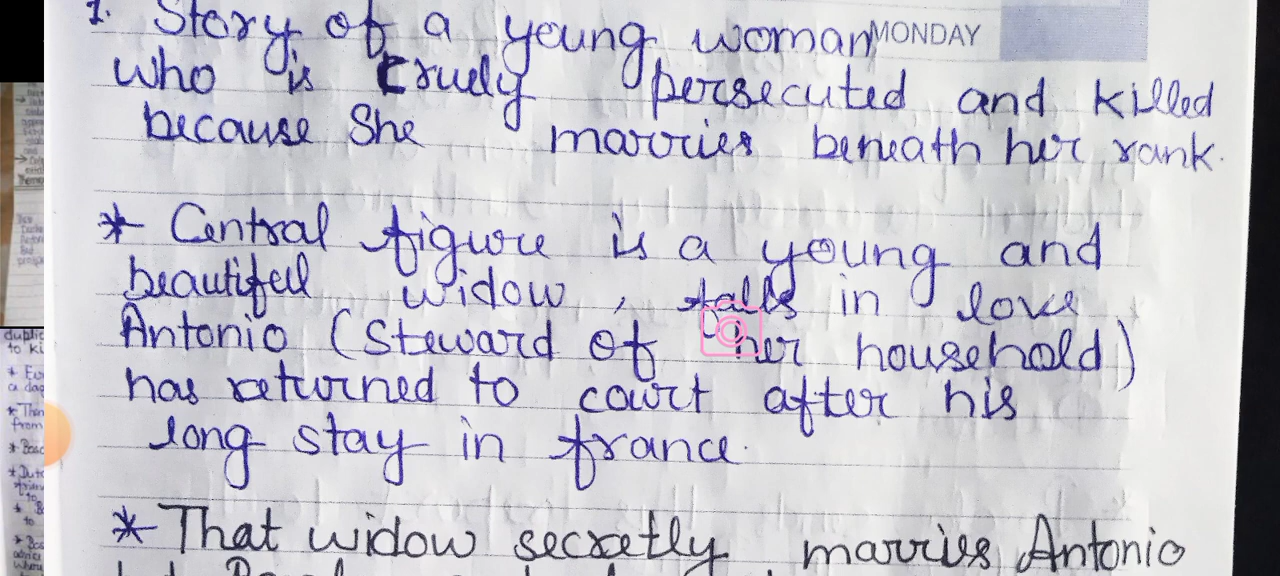 1. Story of a young woman MONDAY
who is cruely persecuted and killed
because she marries beneath her rank.
* Central figure is a young and
beautiful widow, falls in love
Antonio (Steward of her household)
has returned to court after his
long stay in france.
* That widow secretly marries Antonio